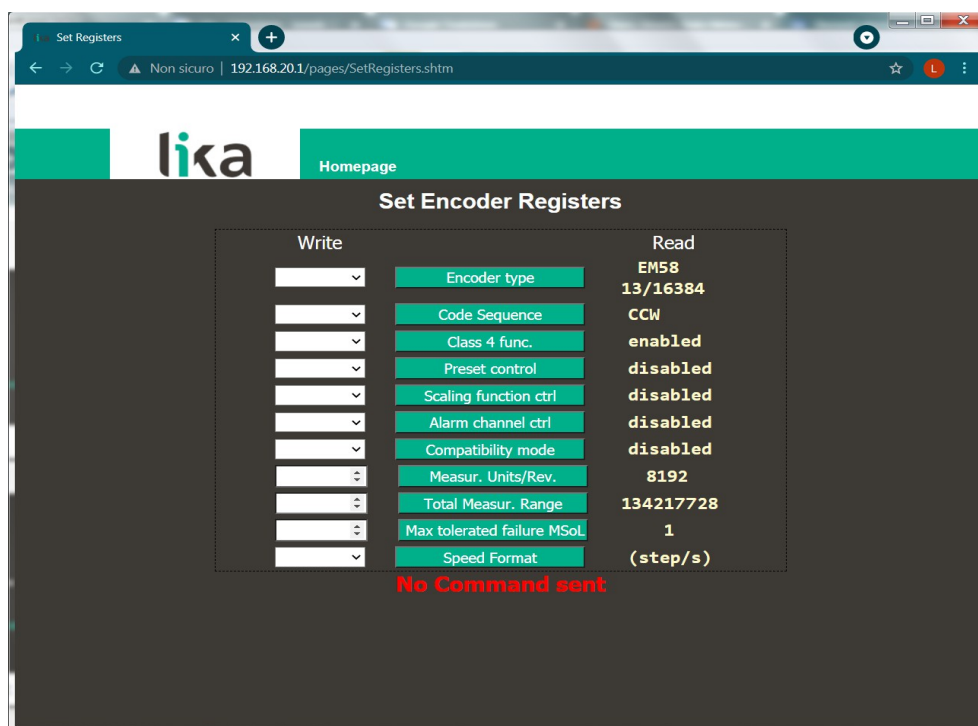 Set Registers
Non sicuro | 192.168.20.1/pages/SetRegisters.shtm
L
lika
Homepage
Set Encoder Registers
Write Read
Encoder type EM58
13/16384
Code Sequence CCW
Class 4 func. enabled
Preset control disabled
Scaling function ctrl disabled
Alarm channel ctrl disabled
Compatibility mode disabled
Measur. Units/Rev. 8192
Total Measur. Range 134217728
Max tolerated failure MSoL 1
Speed Format (step/s)
No Command sent